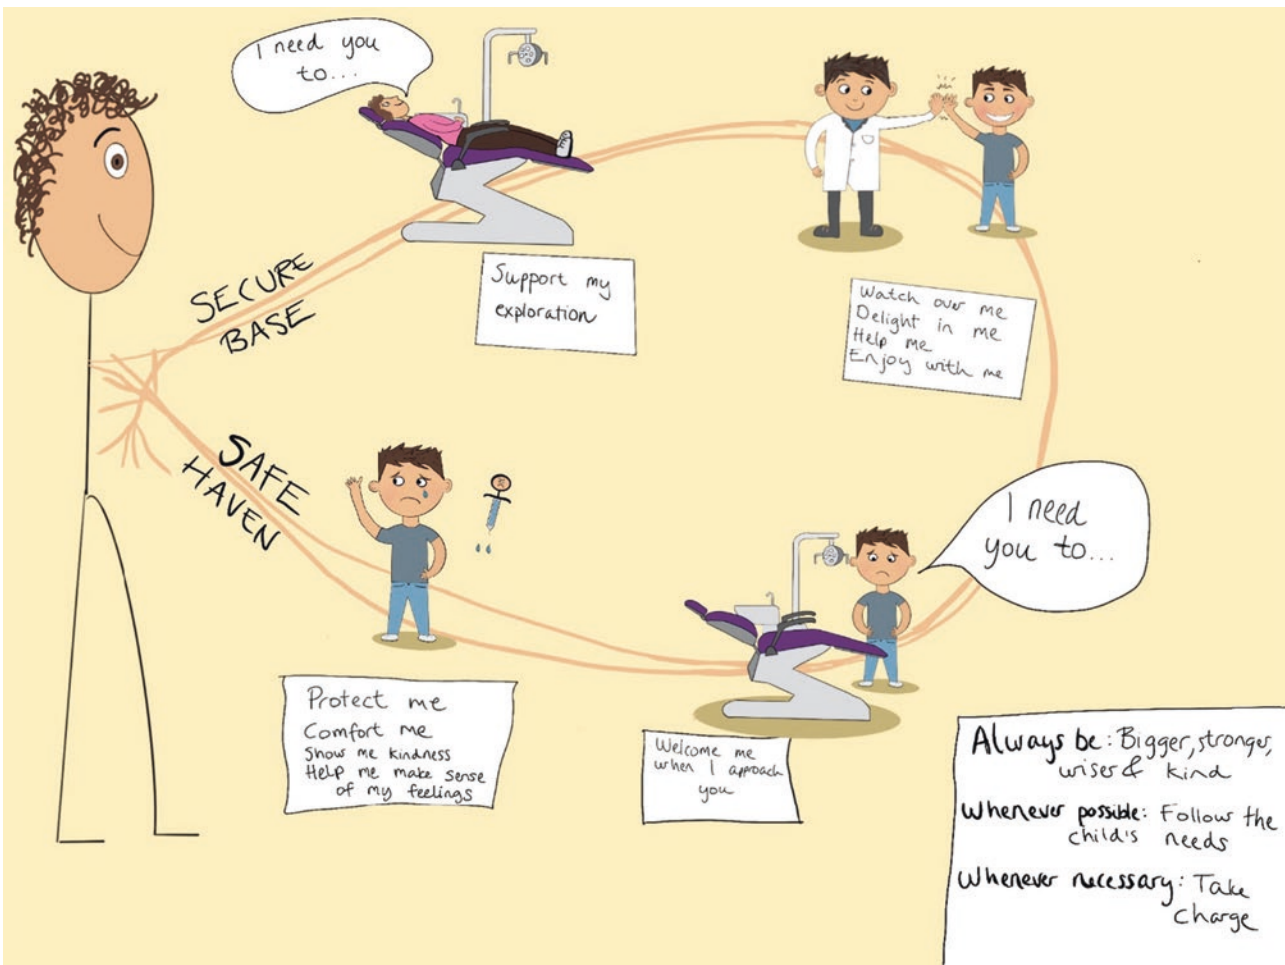 I need you
to...
SECURE
BASE
Support my
exploration
Watch over me
Delight in me
Help me
Enjoy with me
I need
you to...
SAFE
HAVEN
Protect me
Comfort me
Show me kindness
Help me make sense
of my feelings
Welcome me
when I approach
you
Always be: Bigger, stronger,
wiser & kind
Whenever possible: Follow the
child's needs
Whenever necessary: Take
charge